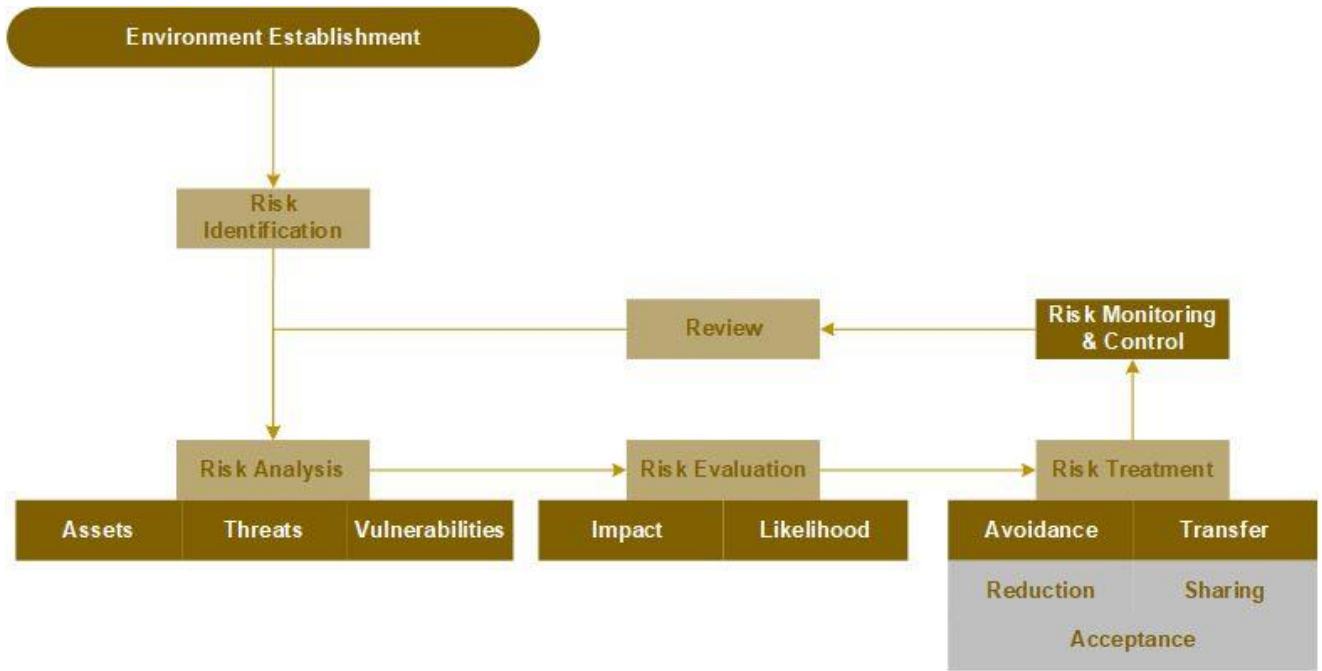 Environment Establishment
Risk
Identification
Review
Risk Monitoring
& Control
Risk Analysis
Risk Evaluation
Risk Treatment
Assets
Threats
Vulnerabilities
Impact
Likelihood
Avoidance
Transfer
Reduction
Sharing
Acceptance